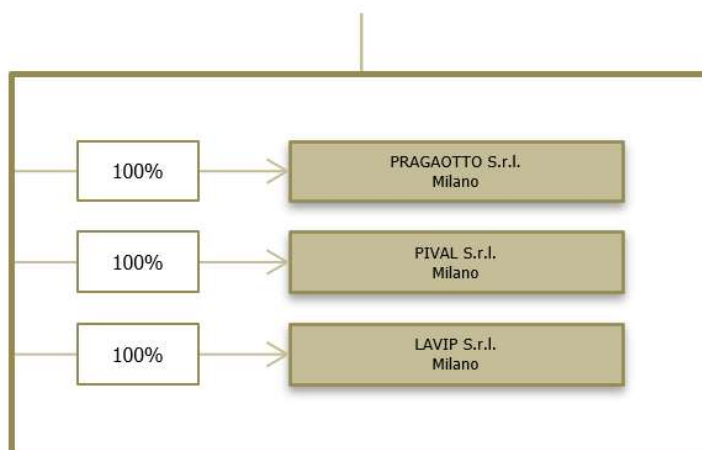 100%
PRAGAOTTO S.r.l.
Milano
100%
PIVAL S.r.l.
Milano
100%
LAVIP S.r.l.
Milano